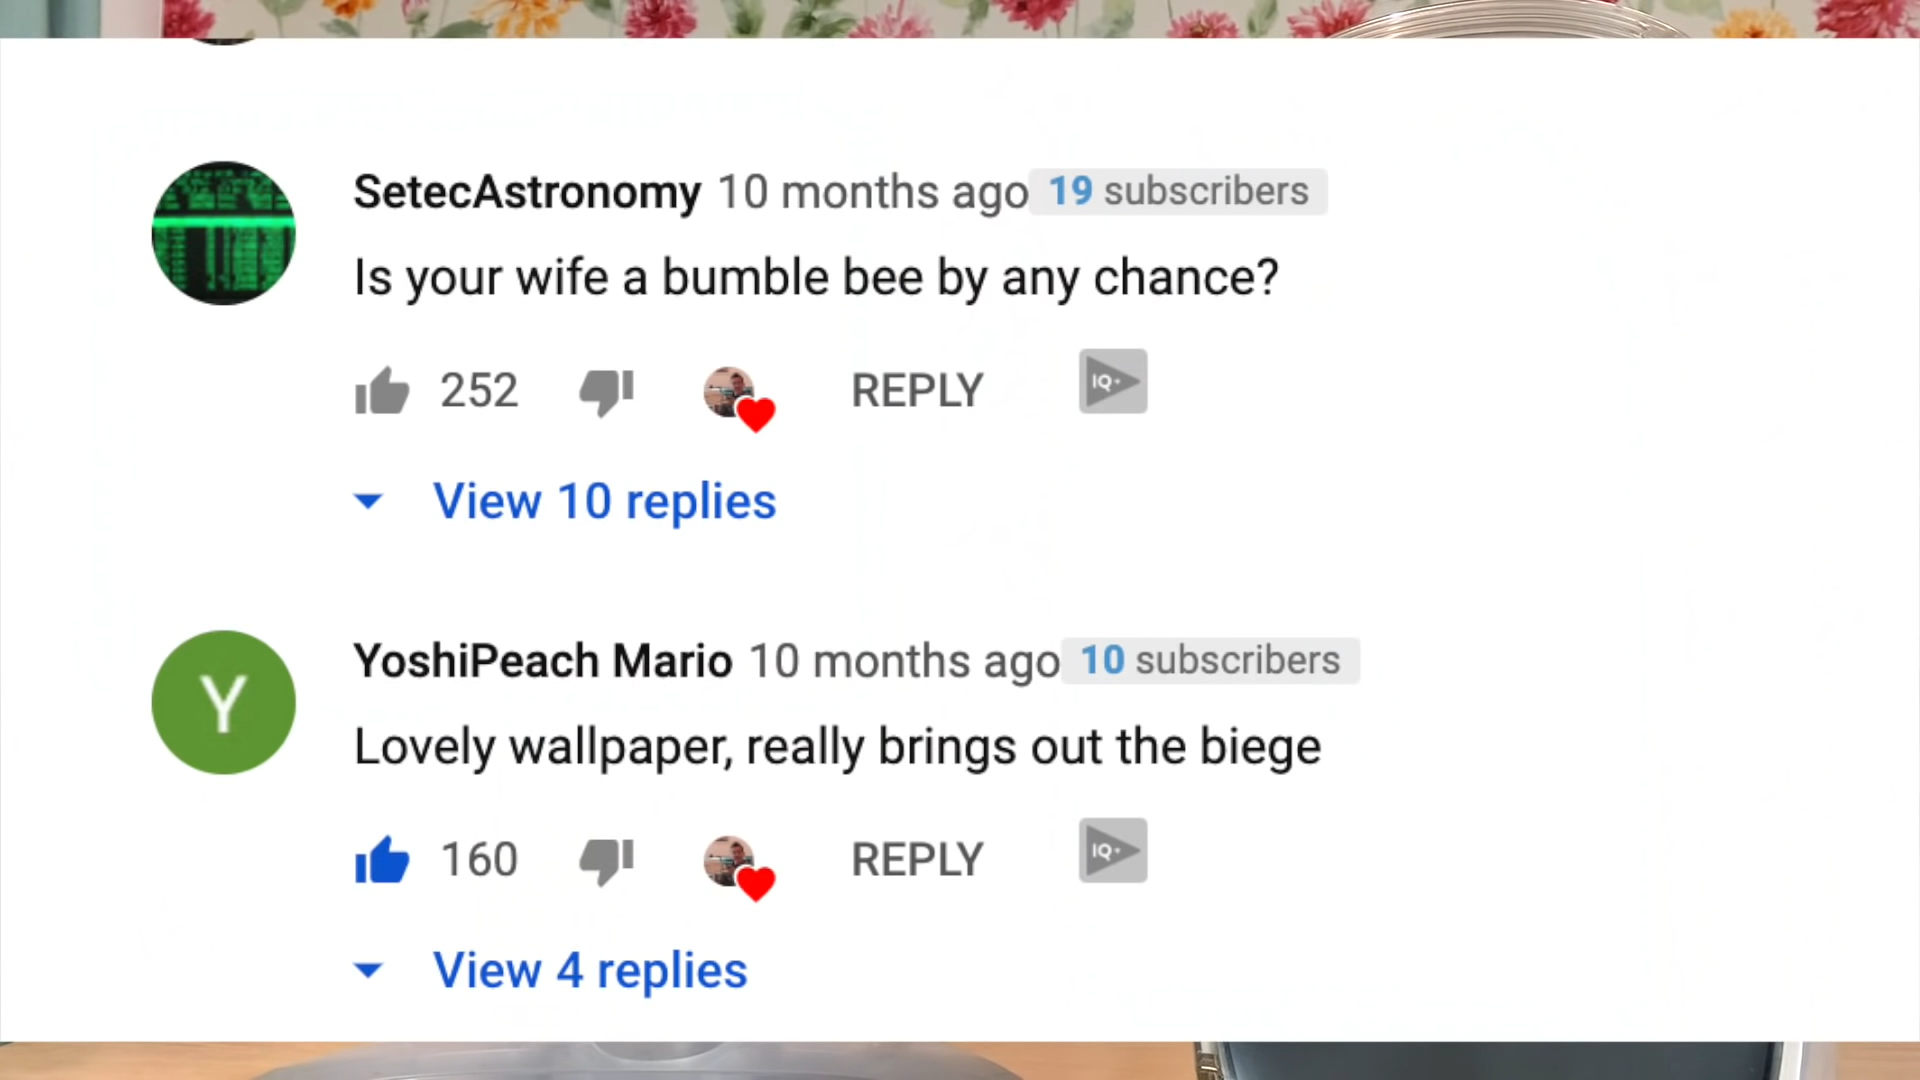 SetecAstronomy 10 months ago 19 subscribers
Is your wife a bumble bee by any chance?
252 REPLY IQ+
View 10 replies
Y
YoshiPeach Mario 10 months ago 10 subscribers
Lovely wallpaper, really brings out the biege
160 REPLY IQ+
View 4 replies